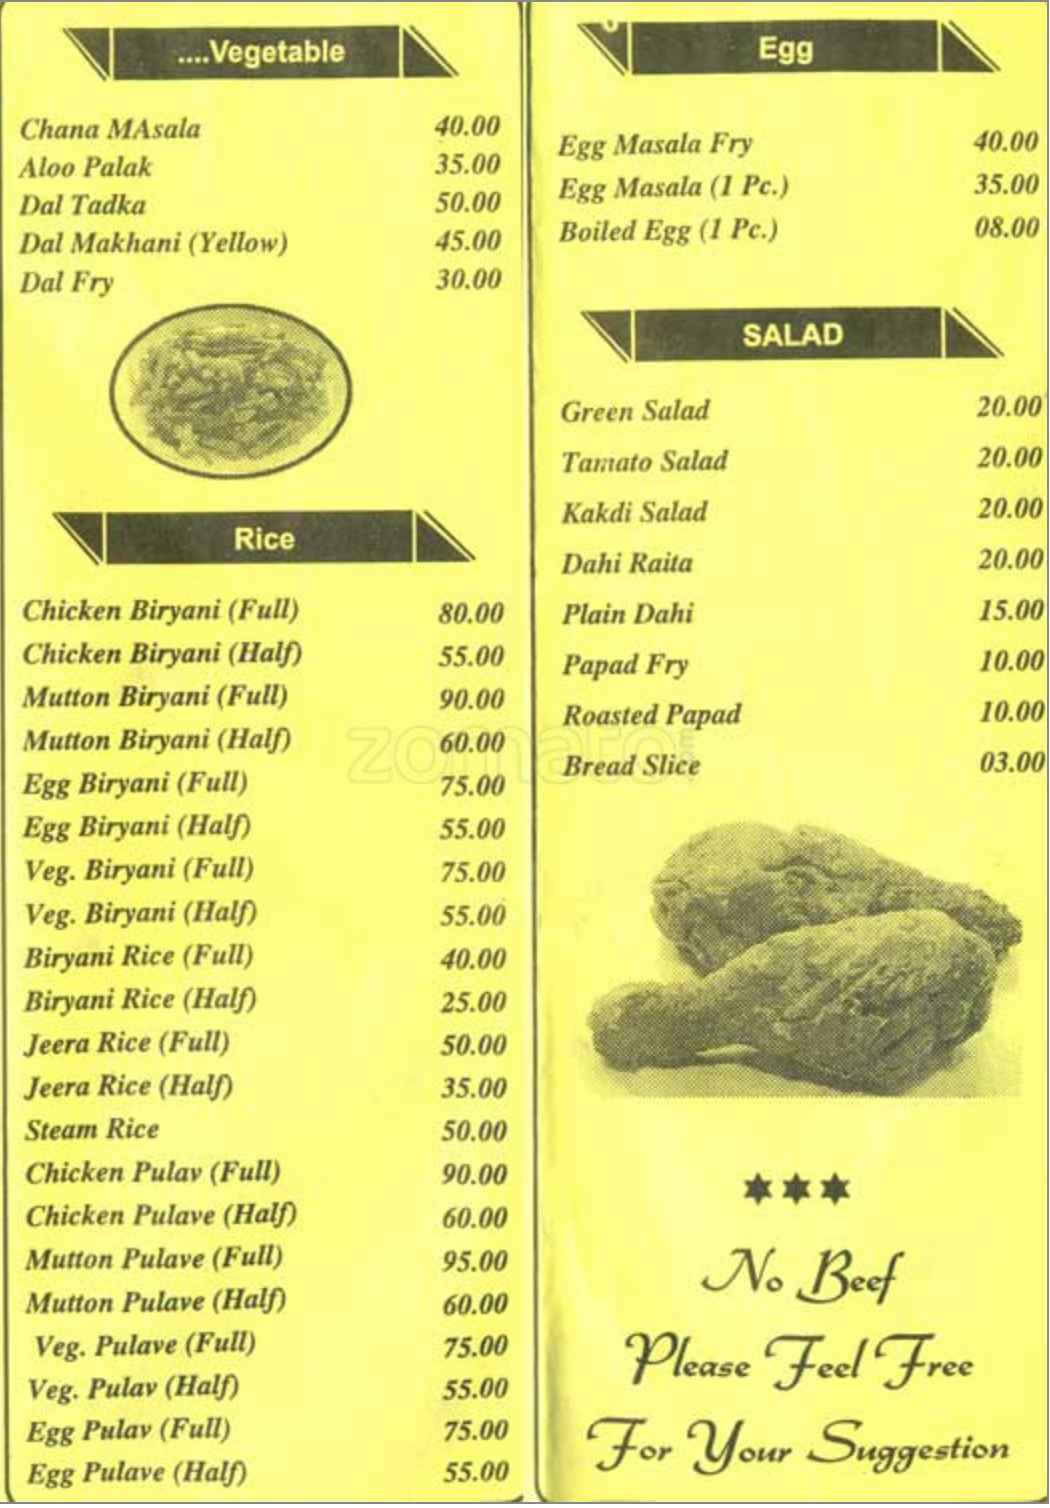 ....Vegetable
Chana MAsala 40.00
Aloo Palak 35.00
Dal Tadka 50.00
Dal Makhani (Yellow) 45.00
Dal Fry 30.00
Rice
Chicken Biryani (Full) 80.00
Chicken Biryani (Half) 55.00
Mutton Biryani (Full) 90.00
Mutton Biryani (Half) 60.00
Egg Biryani (Full) 75.00
Egg Biryani (Half) 55.00
Veg. Biryani (Full) 75.00
Veg. Biryani (Half) 55.00
Biryani Rice (Full) 40.00
Biryani Rice (Half) 25.00
Jeera Rice (Full) 50.00
Jeera Rice (Half) 35.00
Steam Rice 50.00
Chicken Pulav (Full) 90.00
Chicken Pulave (Half) 60.00
Mutton Pulave (Full) 95.00
Mutton Pulave (Half) 60.00
Veg. Pulave (Full) 75.00
Veg. Pulav (Half) 55.00
Egg Pulav (Full) 75.00
Egg Pulave (Half) 55.00
Egg
Egg Masala Fry 40.00
Egg Masala (1 Pc.) 35.00
Boiled Egg (1 Pc.) 08.00
SALAD
Green Salad 20.00
Tamato Salad 20.00
Kakdi Salad 20.00
Dahi Raita 20.00
Plain Dahi 15.00
Papad Fry 10.00
Roasted Papad 10.00
Bread Slice 03.00
No Beef
Please Feel Free
For Your Suggestion
zomato